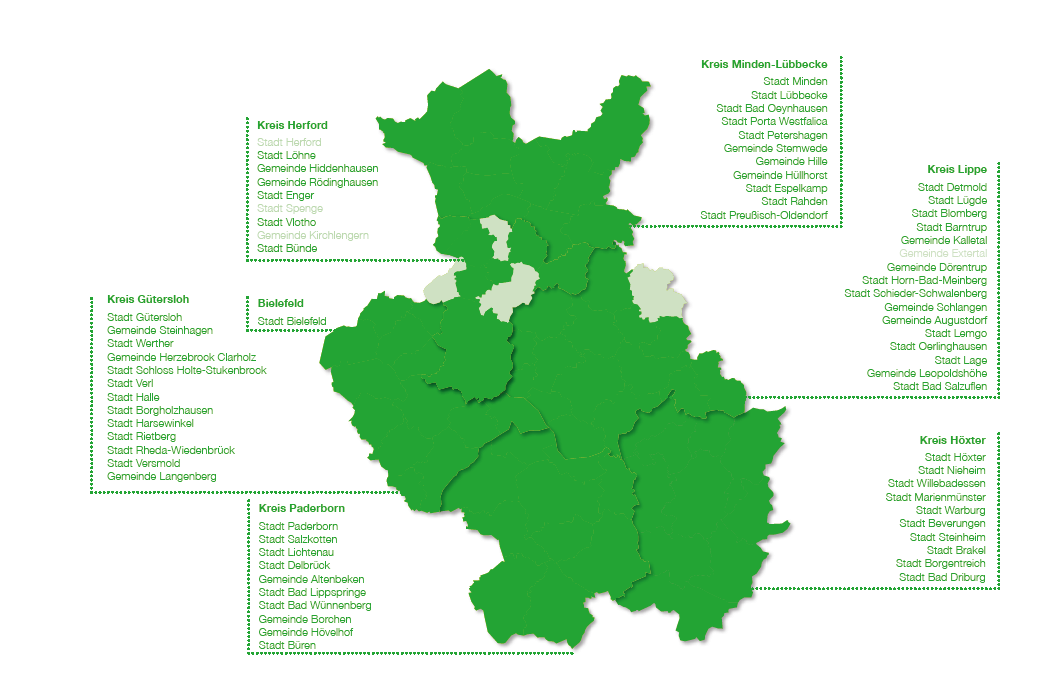 Kreis Minden-Lübbecke
Stadt Minden
Stadt Lübbecke
Stadt Bad Oeynhausen
Stadt Porta Westfalica
Stadt Petershagen
Gemeinde Stemwede
Gemeinde Hille
Gemeinde Hüllhorst
Stadt Espelkamp
Stadt Rahden
Stadt Preußisch-Oldendorf
Kreis Herford
Stadt Herford
Stadt Löhne
Gemeinde Hiddenhausen
Gemeinde Rödinghausen
Stadt Enger
Stadt Spenge
Stadt Vlotho
Gemeinde Kirchlengern
Stadt Bünde
Kreis Lippe
Stadt Detmold
Stadt Lügde
Stadt Blomberg
Stadt Barntrup
Gemeinde Kalletal
Gemeinde Extertal
Gemeinde Dörentrup
Stadt Horn-Bad-Meinberg
Stadt Schieder-Schwalenberg
Gemeinde Schlangen
Gemeinde Augustdorf
Stadt Lemgo
Stadt Oerlinghausen
Stadt Lage
Gemeinde Leopoldshöhe
Stadt Bad Salzuflen
Kreis Gütersloh
Stadt Gütersloh
Gemeinde Steinhagen
Stadt Werther
Gemeinde Herzebrock Clarholz
Stadt Schloss Holte-Stukenbrook
Stadt Verl
Stadt Halle
Stadt Borgholzhausen
Stadt Harsewinkel
Stadt Rietberg
Stadt Rheda-Wiedenbrück
Stadt Versmold
Gemeinde Langenberg
Bielefeld
Stadt Bielefeld
Kreis Höxter
Stadt Höxter
Stadt Nieheim
Stadt Willebadessen
Stadt Marienmünster
Stadt Warburg
Stadt Beverungen
Stadt Steinheim
Stadt Brakel
Stadt Borgentreich
Stadt Bad Driburg
Kreis Paderborn
Stadt Paderborn
Stadt Salzkotten
Stadt Lichtenau
Stadt Delbrück
Gemeinde Altenbeken
Stadt Bad Lippspringe
Stadt Bad Wünnenberg
Gemeinde Borchen
Gemeinde Hövelhof
Stadt Büren